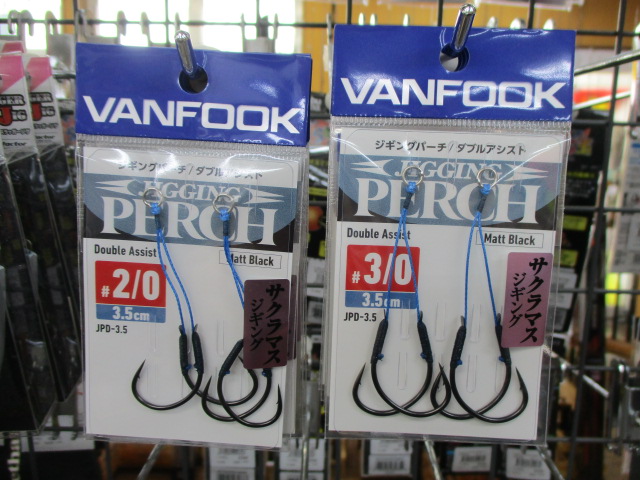 VANFOOK
ジギングパーチ/ダブルアシスト
JIGGING
PERCH
Double Assist
Matt Black
#2/0
3.5cm
JPD-3.5
サクラマス
ジギング
VANFOOK
ジギングパーチ/ダブルアシスト
JIGGING
PERCH
Double Assist
Matt Black
#3/0
3.5cm
JPD-3.5
サクラマス
ジギング